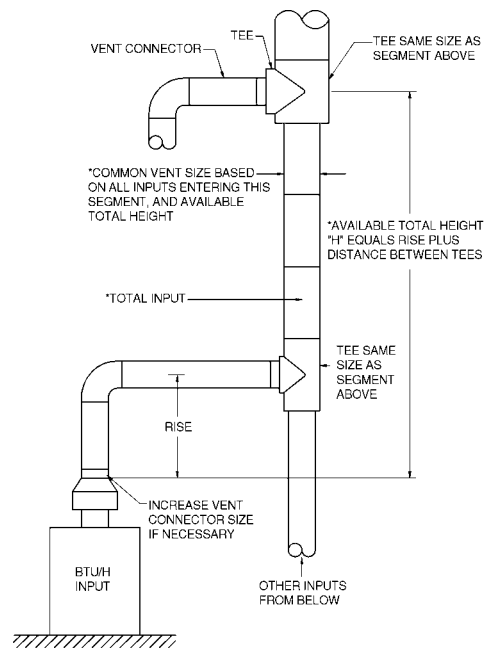 TEE
VENT CONNECTOR
TEE SAME SIZE AS
SEGMENT ABOVE
*COMMON VENT SIZE BASED
ON ALL INPUTS ENTERING THIS
SEGMENT, AND AVAILABLE
TOTAL HEIGHT
*AVAILABLE TOTAL HEIGHT
"H" EQUALS RISE PLUS
DISTANCE BETWEEN TEES
*TOTAL INPUT
TEE SAME
SIZE AS
SEGMENT
ABOVE
RISE
INCREASE VENT
CONNECTOR SIZE
IF NECESSARY
BTU/H
INPUT
OTHER INPUTS
FROM BELOW